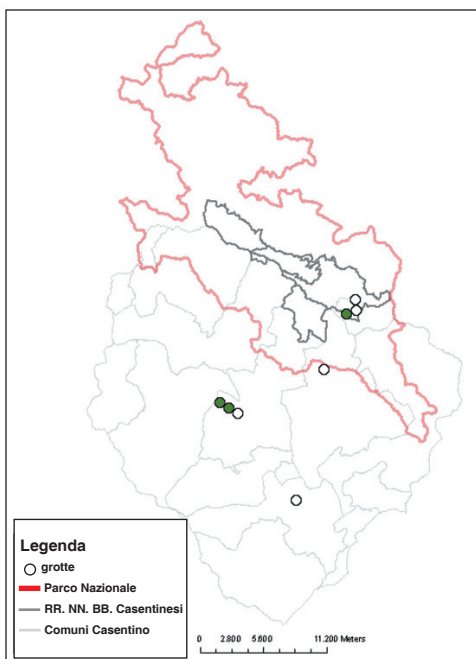 Legenda
grotte
Parco Nazionale
RR. NN. BB. Casentinesi
Comuni Casentino
0 2.800 5.600 11.200 Meters